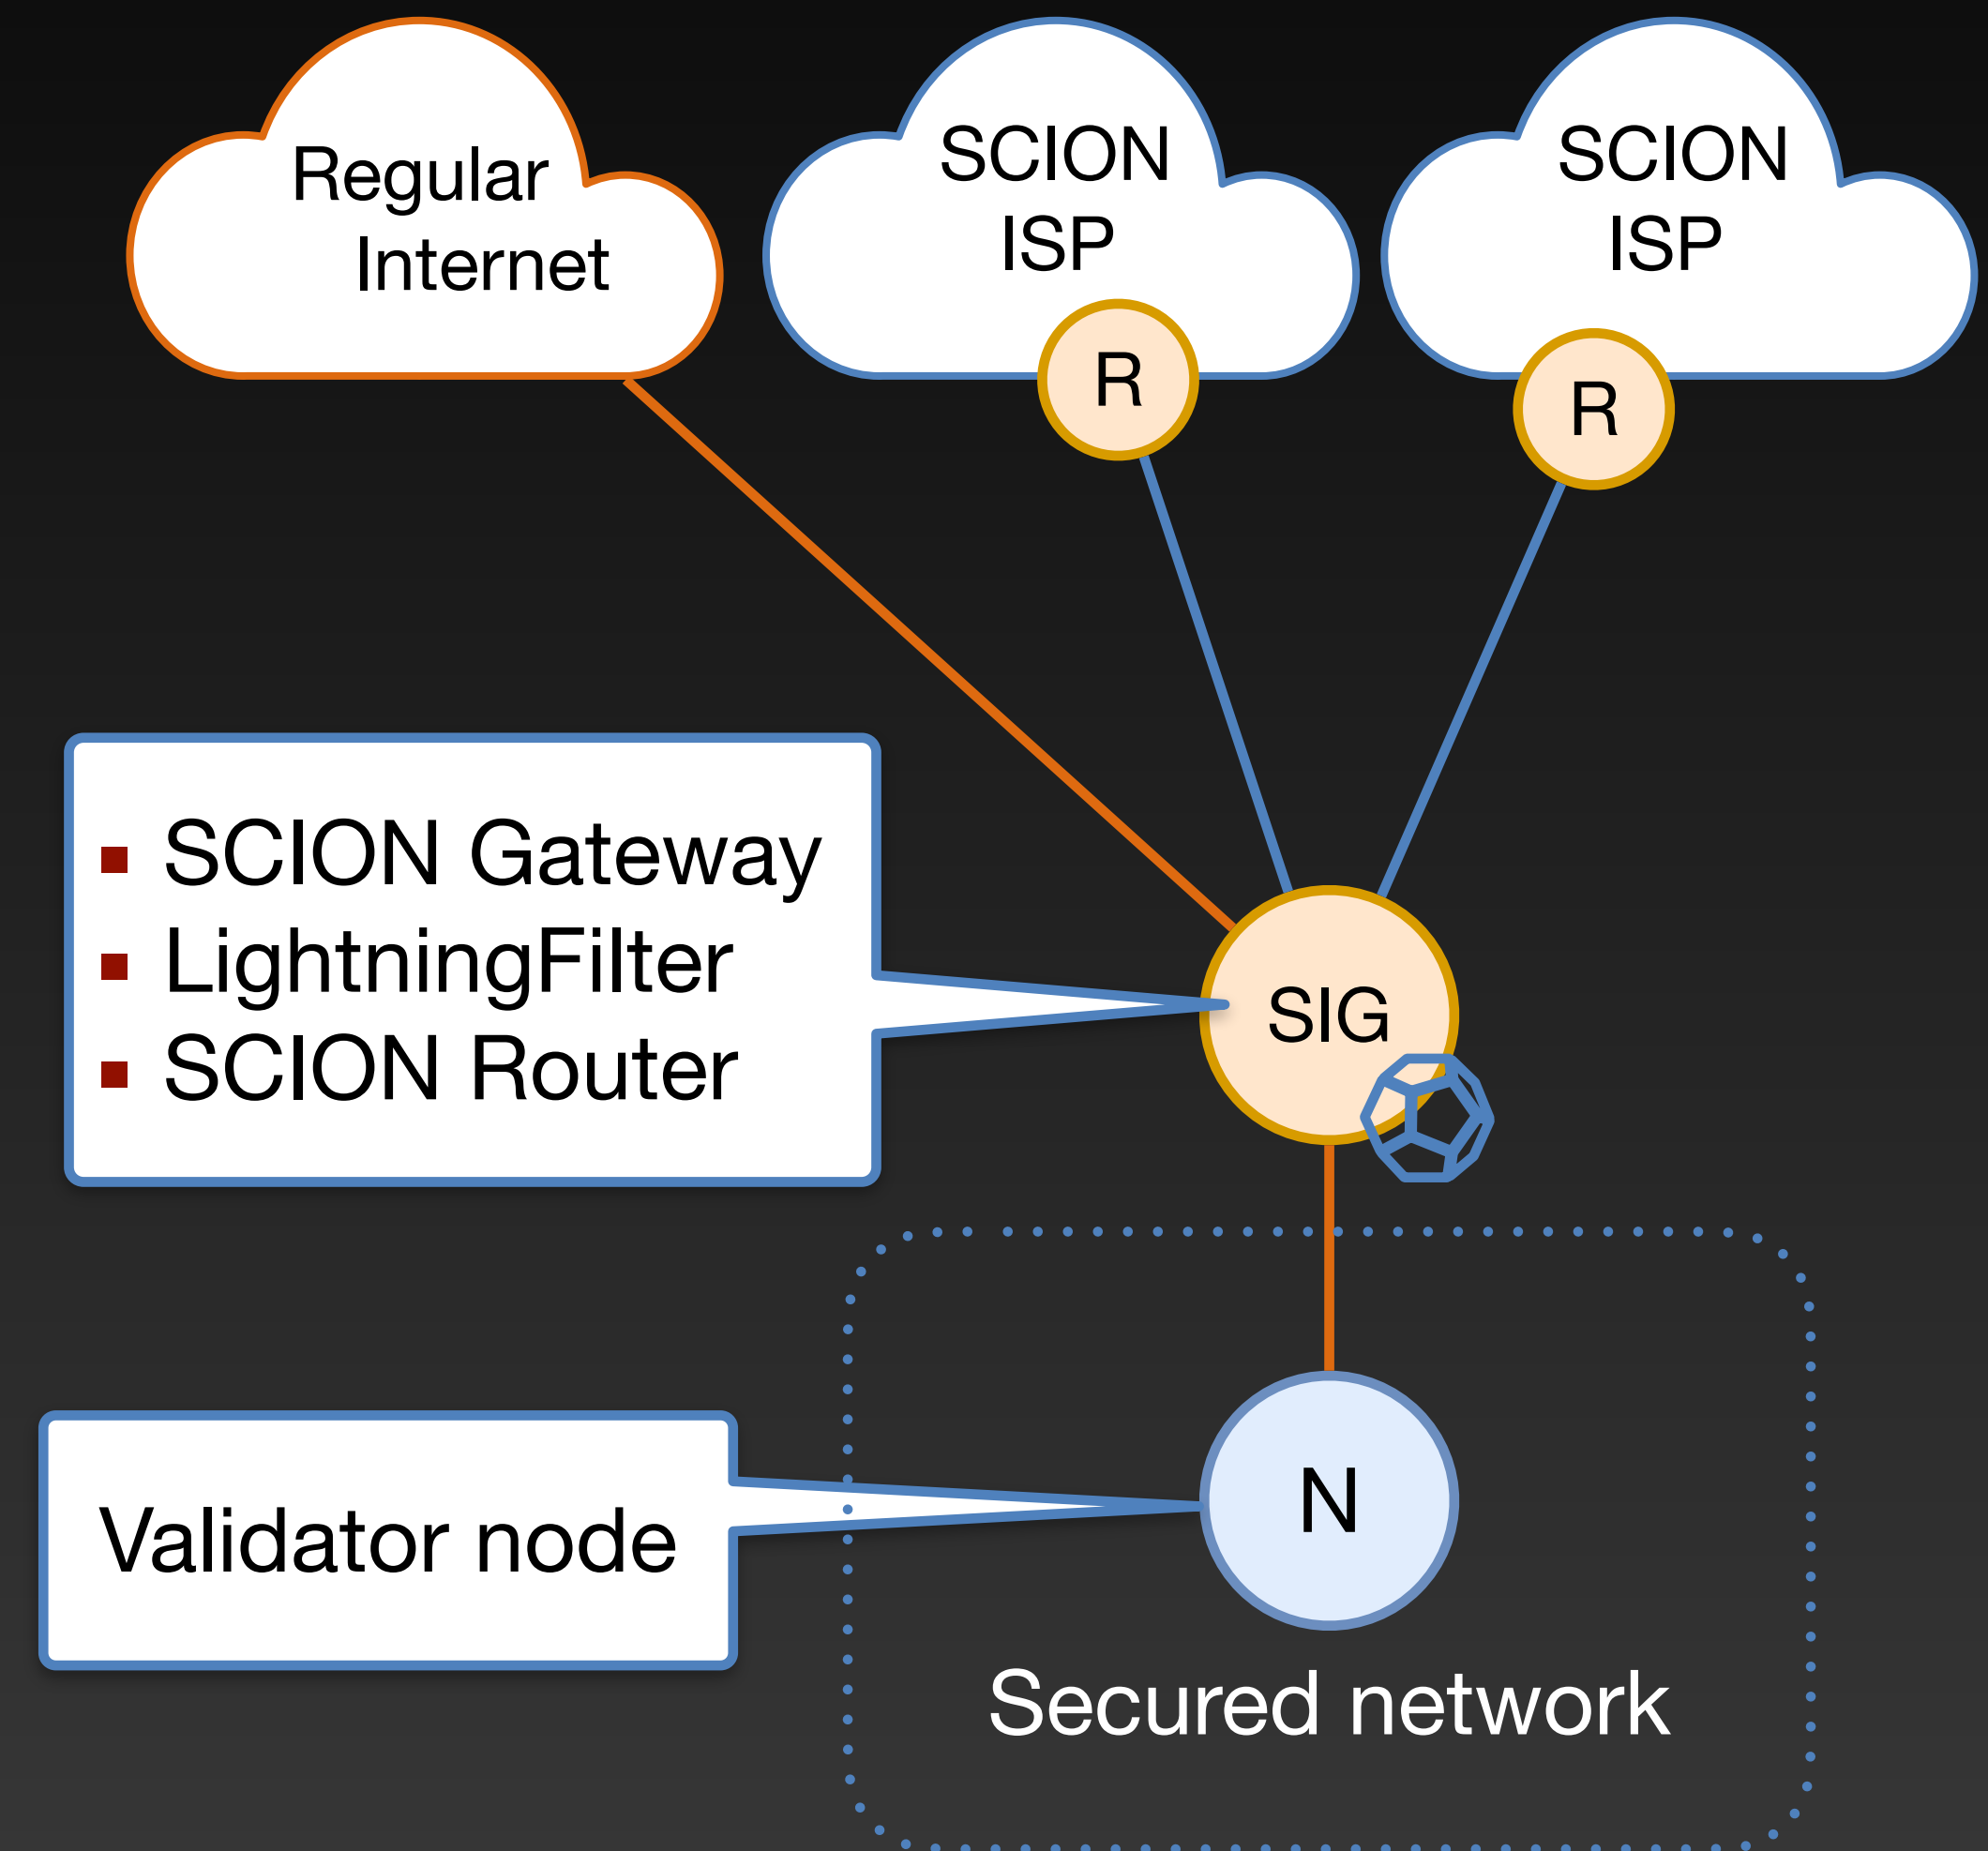 Regular
Internet
SCION
ISP
SCION
ISP
R
R
SCION Gateway
LightningFilter
SCION Router
SIG
Validator node
N
Secured network